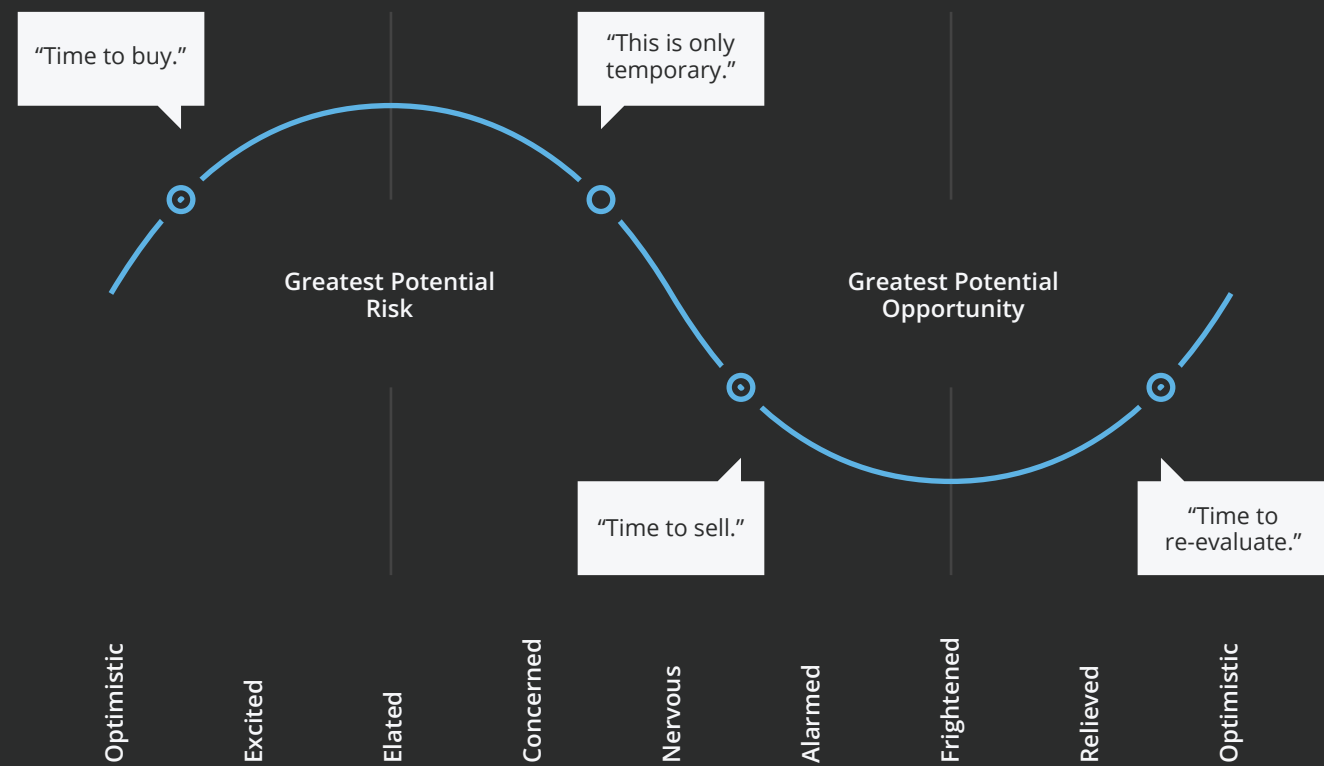 “Time to buy.”
“This is only
temporary.”
Greatest Potential
Risk
Greatest Potential
Opportunity
“Time to sell.”
“Time to
re-evaluate.”
Optimistic
Excited
Elated
Concerned
Nervous
Alarmed
Frightened
Relieved
Optimistic